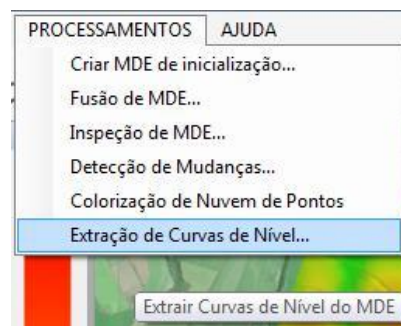 PROCESSAMENTOS AJUDA
Criar MDE de inicialização...
Fusão de MDE...
Inspeção de MDE...
Detecção de Mudanças...
Colorização de Nuvem de Pontos
Extração de Curvas de Nível...
Extrair Curvas de Nível do MDE